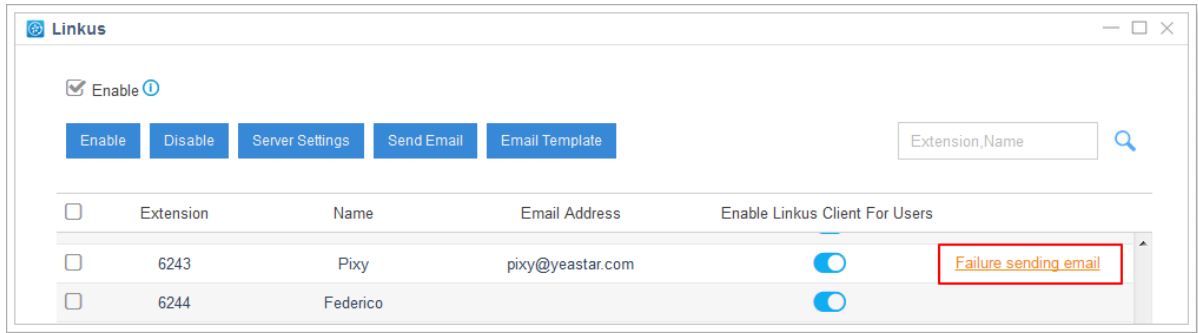 Linkus
Enable
Enable Disable Server Settings Send Email Email Template Extension,Name
Extension Name Email Address Enable Linkus Client For Users
6243 Pixy pixy@yeastar.com Failure sending email
6244 Federico